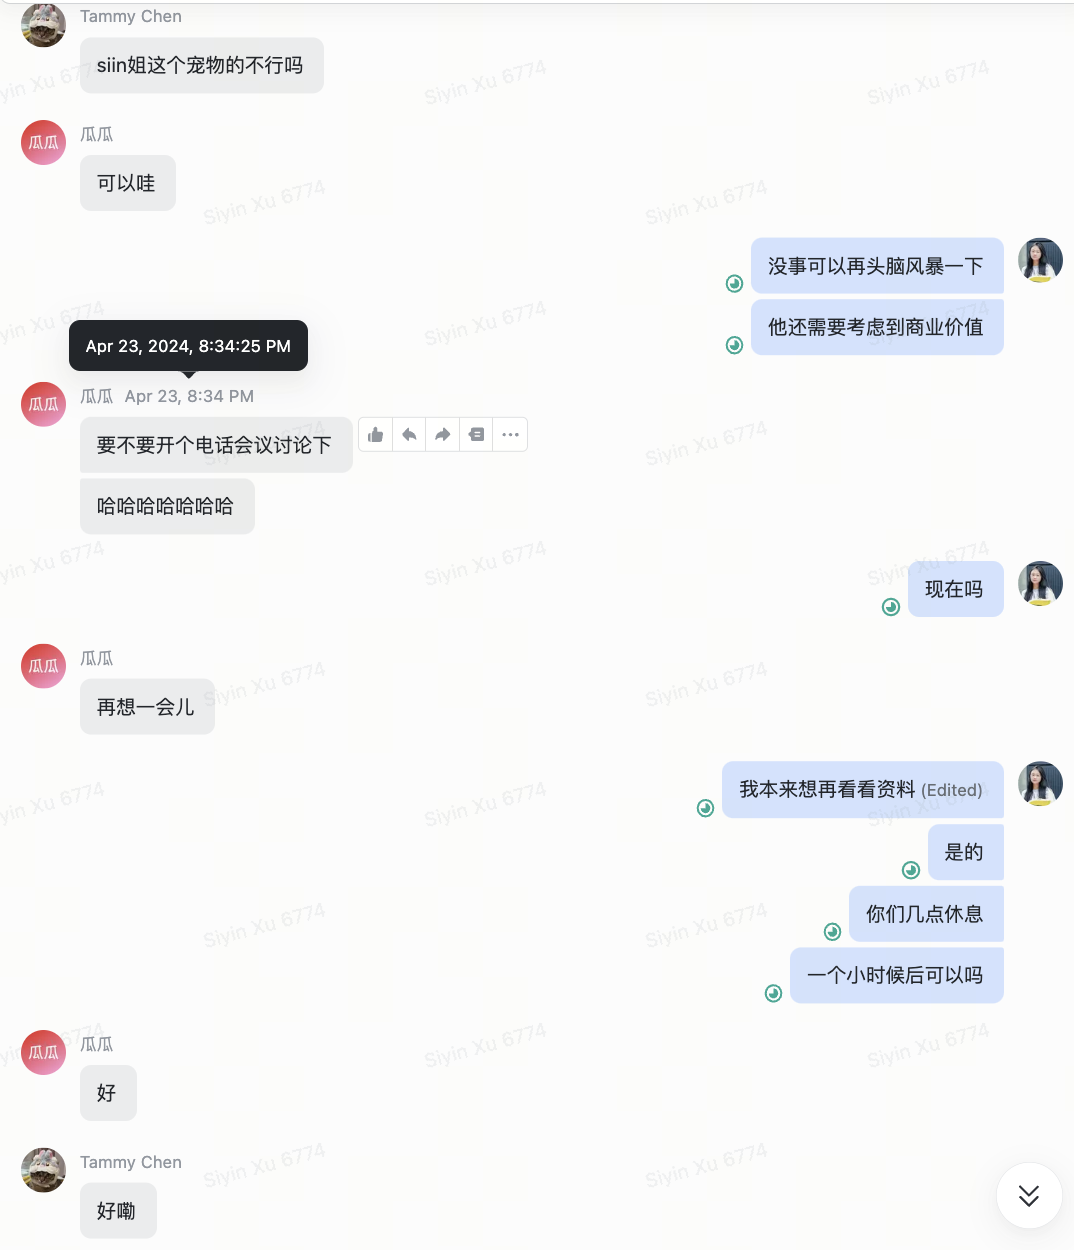 Tammy Chen
siin姐这个宠物的不行吗
瓜瓜
瓜瓜
可以哇
没事可以再头脑风暴一下
他还需要考虑到商业价值
Apr 23, 2024, 8:34:25 PM
瓜瓜
瓜瓜 Apr 23, 8:34 PM
要不要开个电话会议讨论下
哈哈哈哈哈哈哈
现在吗
瓜瓜
瓜瓜
再想一会儿
我本来想再看看资料 (Edited)
是的
你们几点休息
一个小时候后可以吗
瓜瓜
瓜瓜
好
Tammy Chen
好嘞
Siyin Xu 6774